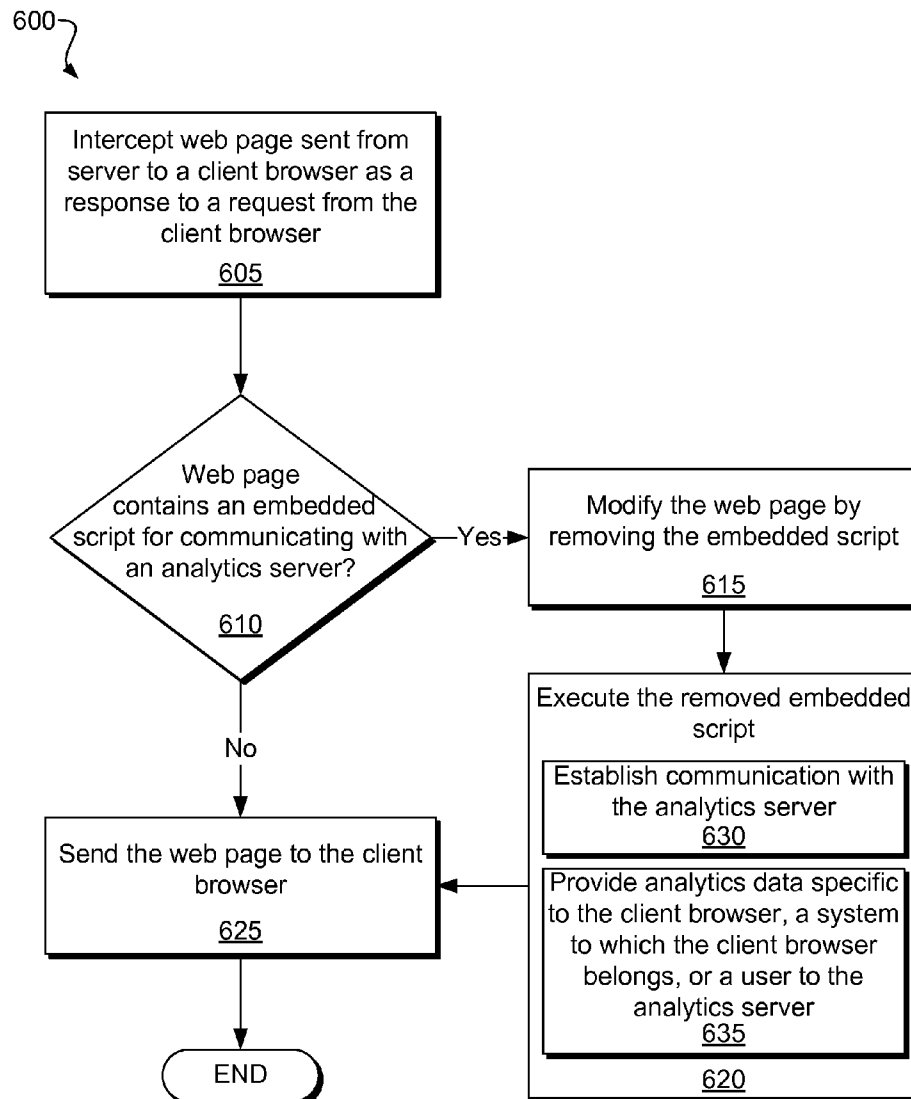 600
Intercept web page sent from
server to a client browser as a
response to a request from the
client browser
605
Web page
contains an embedded
script for communicating with
an analytics server?
610
Yes
Modify the web page by
removing the embedded script
615
Execute the removed embedded
script
Establish communication with
the analytics server
630
Provide analytics data specific
to the client browser, a system
to which the client browser
belongs, or a user to the
analytics server
635
620
No
Send the web page to the client
browser
625
END